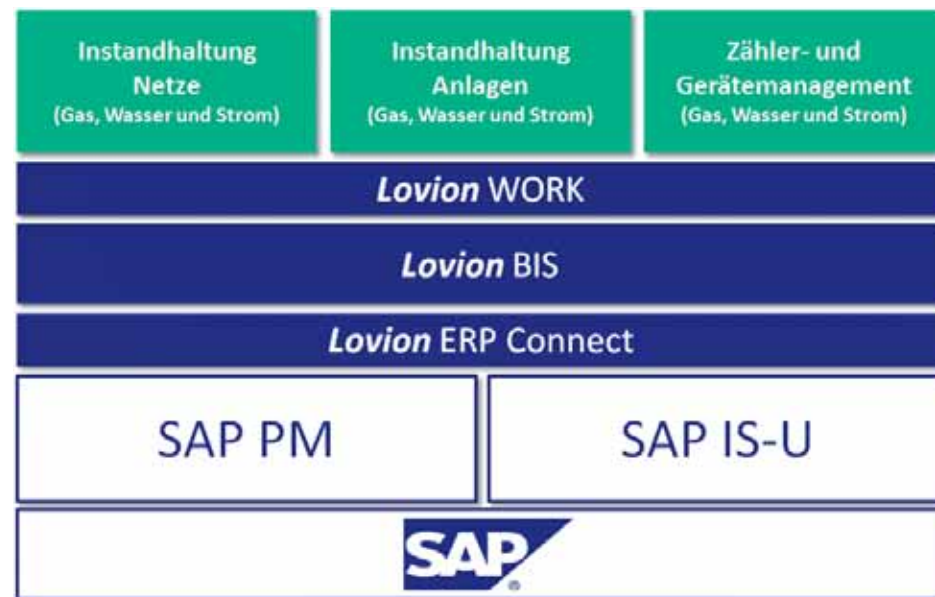 Instandhaltung
Netze
(Gas, Wasser und Strom)
Instandhaltung
Anlagen
(Gas, Wasser und Strom)
Zähler- und
Gerätemanagement
(Gas, Wasser und Strom)
Lovion WORK
Lovion BIS
Lovion ERP Connect
SAP PM
SAP IS-U
SAP®